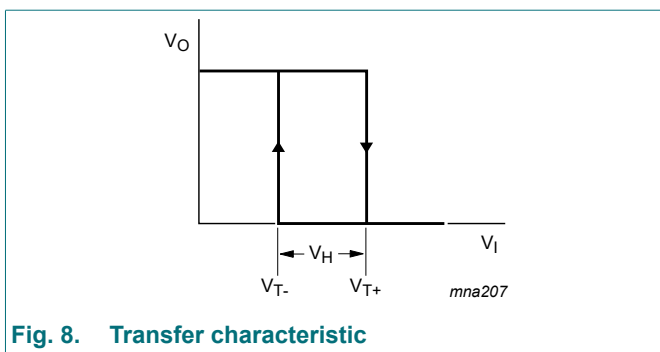 VO
VI
VH
VT-
VT+
mna207
Fig. 8. Transfer characteristic